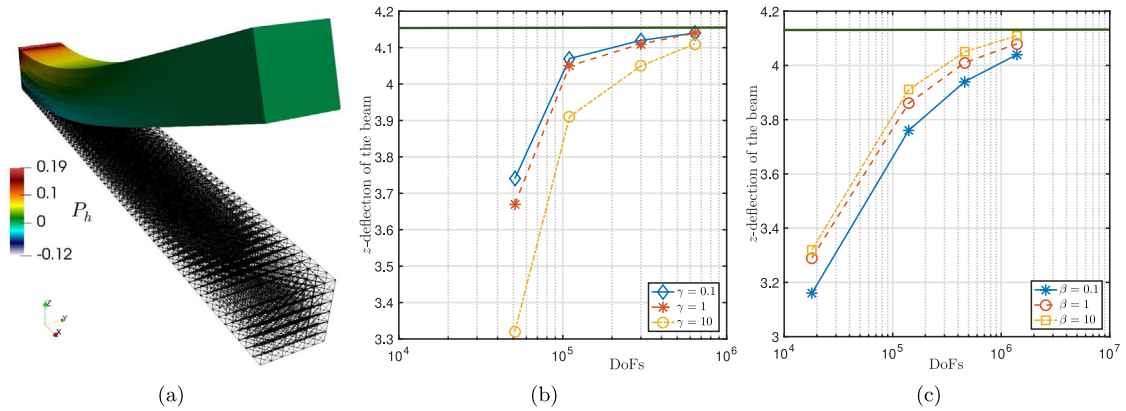 0.19
0.1
0
-0.12
P_h
Z
Y
X
(a)
z-deflection of the beam
4.2
4.1
4
3.9
3.8
3.7
3.6
3.5
3.4
3.3
10^4
10^5
10^6
DoFs
γ = 0.1
γ = 1
γ = 10
(b)
z-deflection of the beam
4.2
4
3.8
3.6
3.4
3.2
3
10^4
10^5
10^6
10^7
DoFs
β = 0.1
β = 1
β = 10
(c)